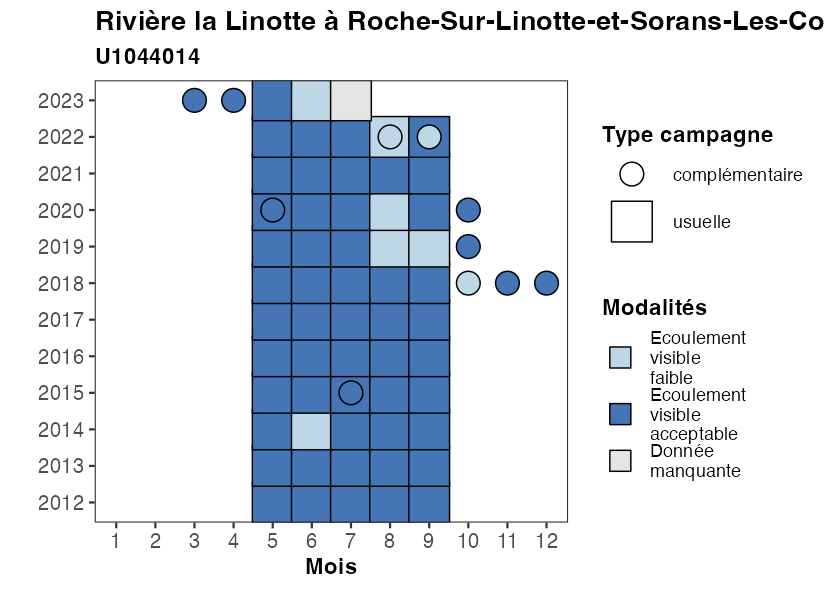 Rivière la Linotte à Roche-Sur-Linotte-et-Sorans-Les-Co
U1044014
2023
2022
2021
2020
2019
2018
2017
2016
2015
2014
2013
2012
1 2 3 4 5 6 7 8 9 10 11 12
Mois
Type campagne
complémentaire
usuelle
Modalités
Ecoulement
visible
faible
Ecoulement
visible
acceptable
Donnée
manquante